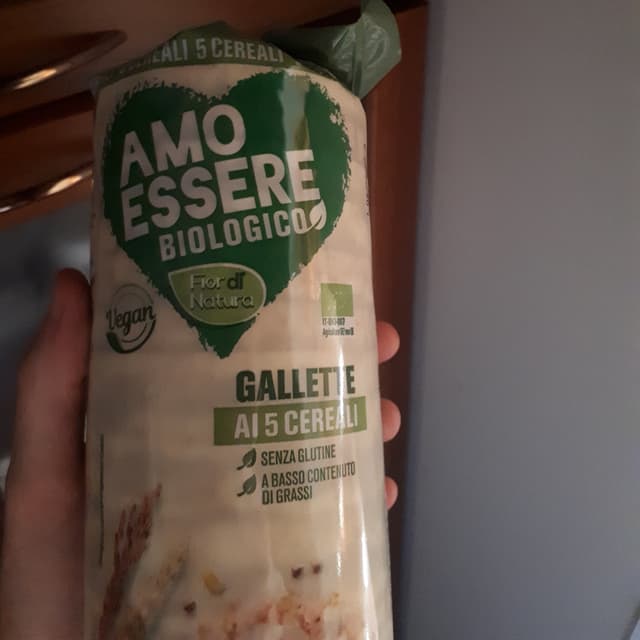 CEREALI 5 CEREALI
AMO
ESSERE
BIOLOGICO
Fior di
Natura
Vegan
GALLETTE
AI 5 CEREALI
SENZA GLUTINE
A BASSO CONTENUTO
DI GRASSI